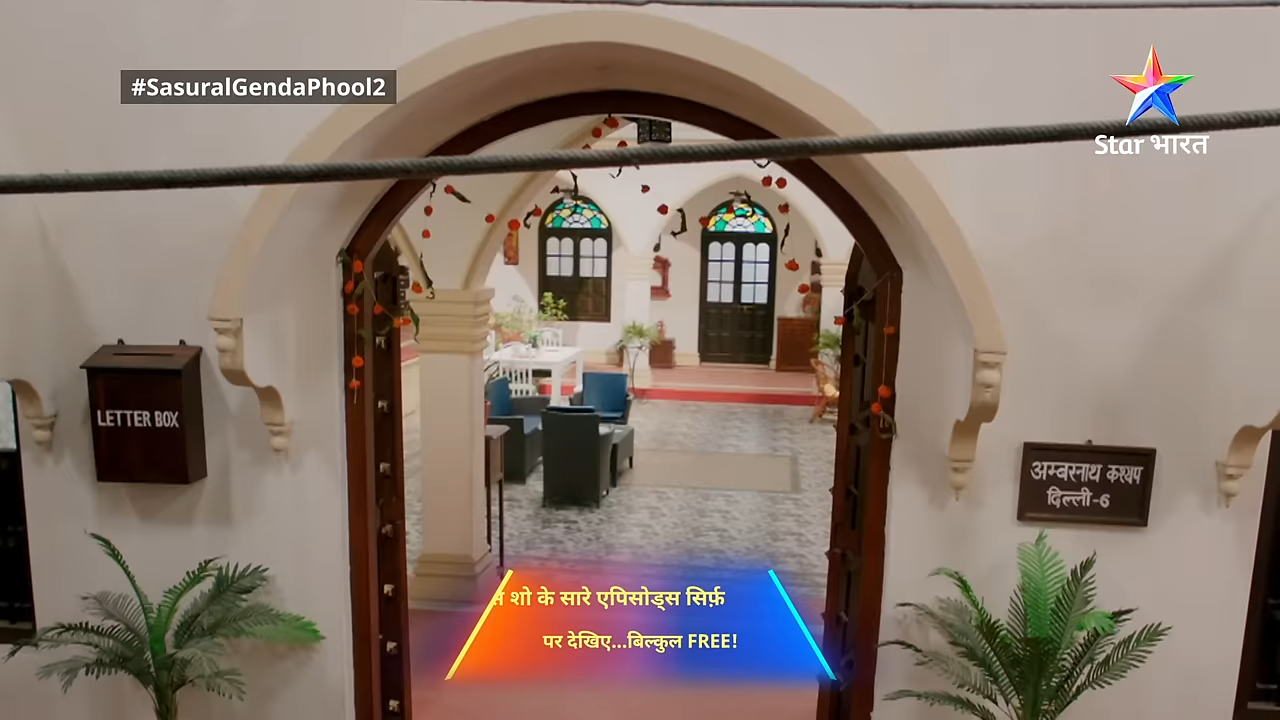 #SasuralGendaPhool2
Star भारत
LETTER BOX
अम्बरनाथ कश्यप
दिल्ली-6
शो के सारे एपिसोड्स सिर्फ़
पर देखिए...बिल्कुल FREE!